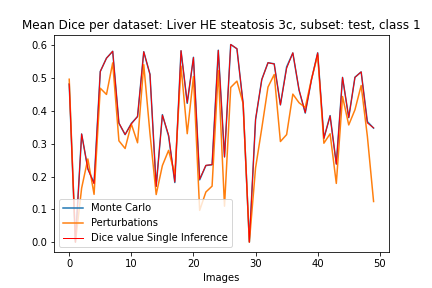 Mean Dice per dataset: Liver HE steatosis 3c, subset: test, class 1
0.6
0.5
0.4
0.3
0.2
0.1
0.0
Monte Carlo
Perturbations
Dice value Single Inference
0 10 20 30 40 50
Images